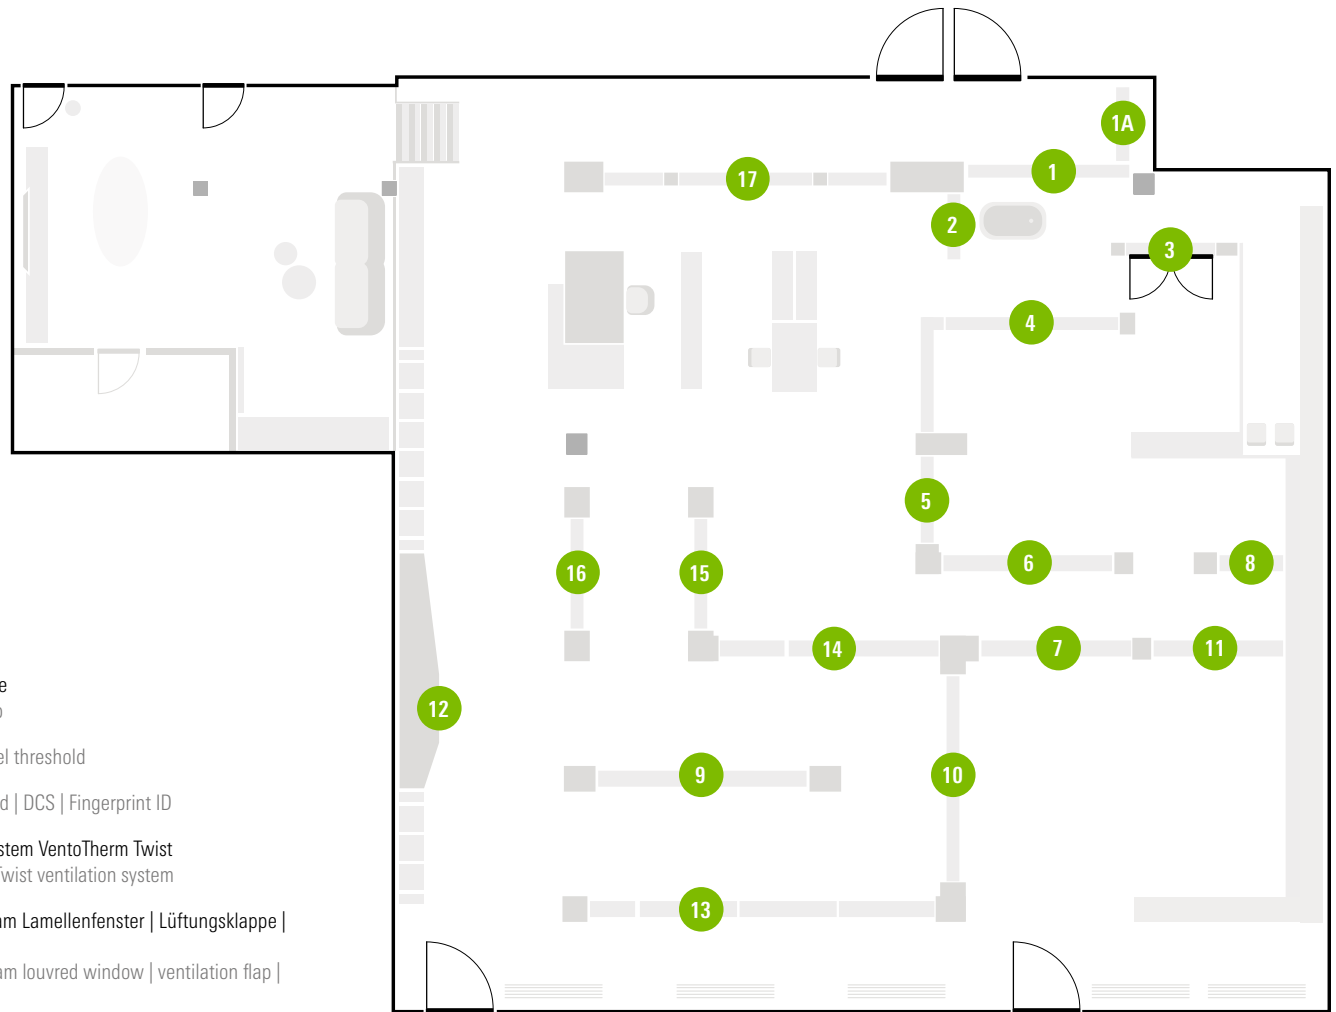 1A
1
17
2
3
4
5
6
8
16
15
14
7
11
12
9
10
13
e
el threshold
d | DCS | Fingerprint ID
stem VentoTherm Twist
Twist ventilation system
am Lamellenfenster | Lüftungsklappe |
am louvred window | ventilation flap |